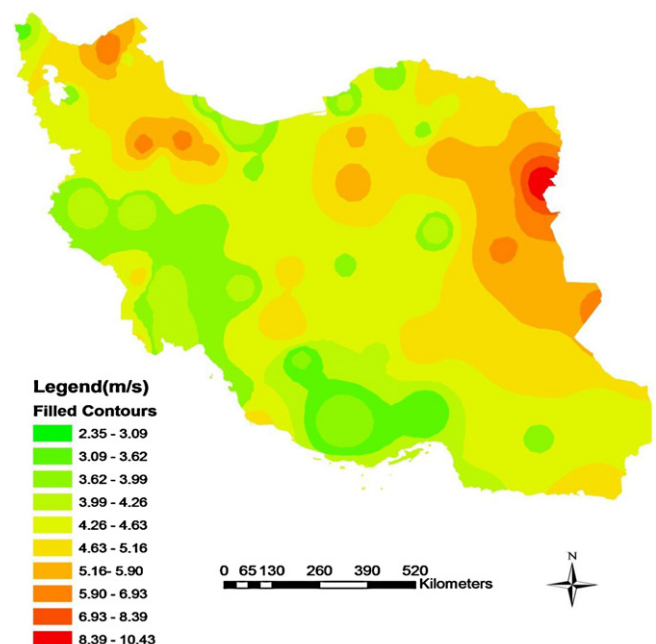 Legend(m/s)
Filled Contours
2.35 - 3.09
3.09 - 3.62
3.62 - 3.99
3.99 - 4.26
4.26 - 4.63
4.63 - 5.16
5.16- 5.90
5.90 - 6.93
6.93 - 8.39
8.39 - 10.43
0 65 130 260 390 520
Kilometers
N